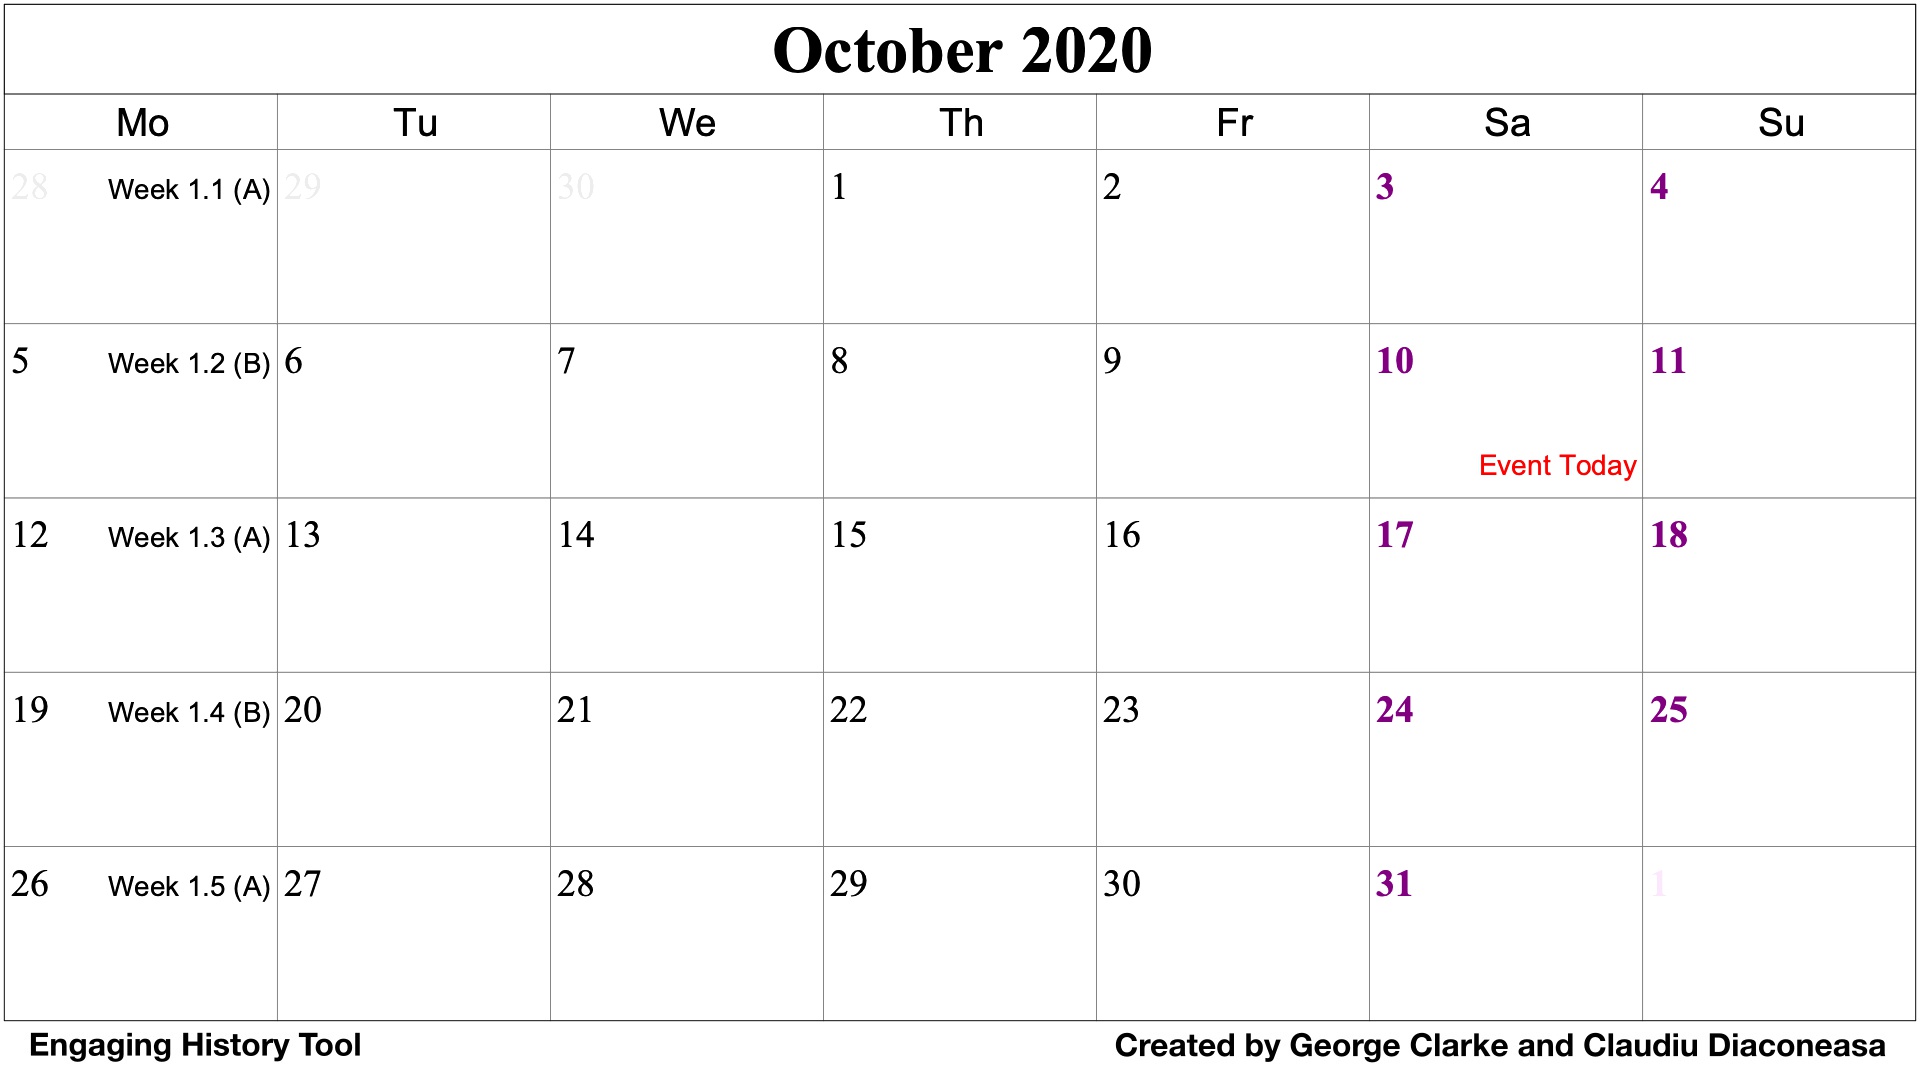 October 2020
Mo Tu We Th Fr Sa Su
28 Week 1.1 (A) 29 30 1 2 3 4
5 Week 1.2 (B) 6 7 8 9 10 11
Event Today
12 Week 1.3 (A) 13 14 15 16 17 18
19 Week 1.4 (B) 20 21 22 23 24 25
26 Week 1.5 (A) 27 28 29 30 31 1
Engaging History Tool Created by George Clarke and Claudiu Diaconeasa